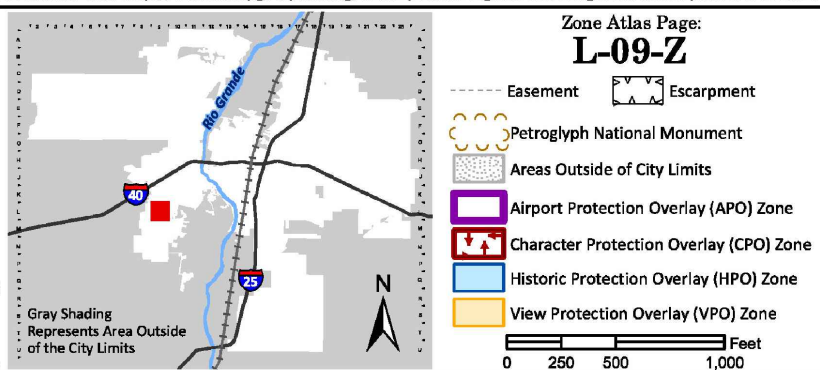 Zone Atlas Page:
L-09-Z
Easement
Escarpment
Petroglyph National Monument
Areas Outside of City Limits
Airport Protection Overlay (APO) Zone
Character Protection Overlay (CPO) Zone
Historic Protection Overlay (HPO) Zone
View Protection Overlay (VPO) Zone
Feet
0 250 500 1,000
Rio Grande
40
25
N
Gray Shading
Represents Area Outside
of the City Limits